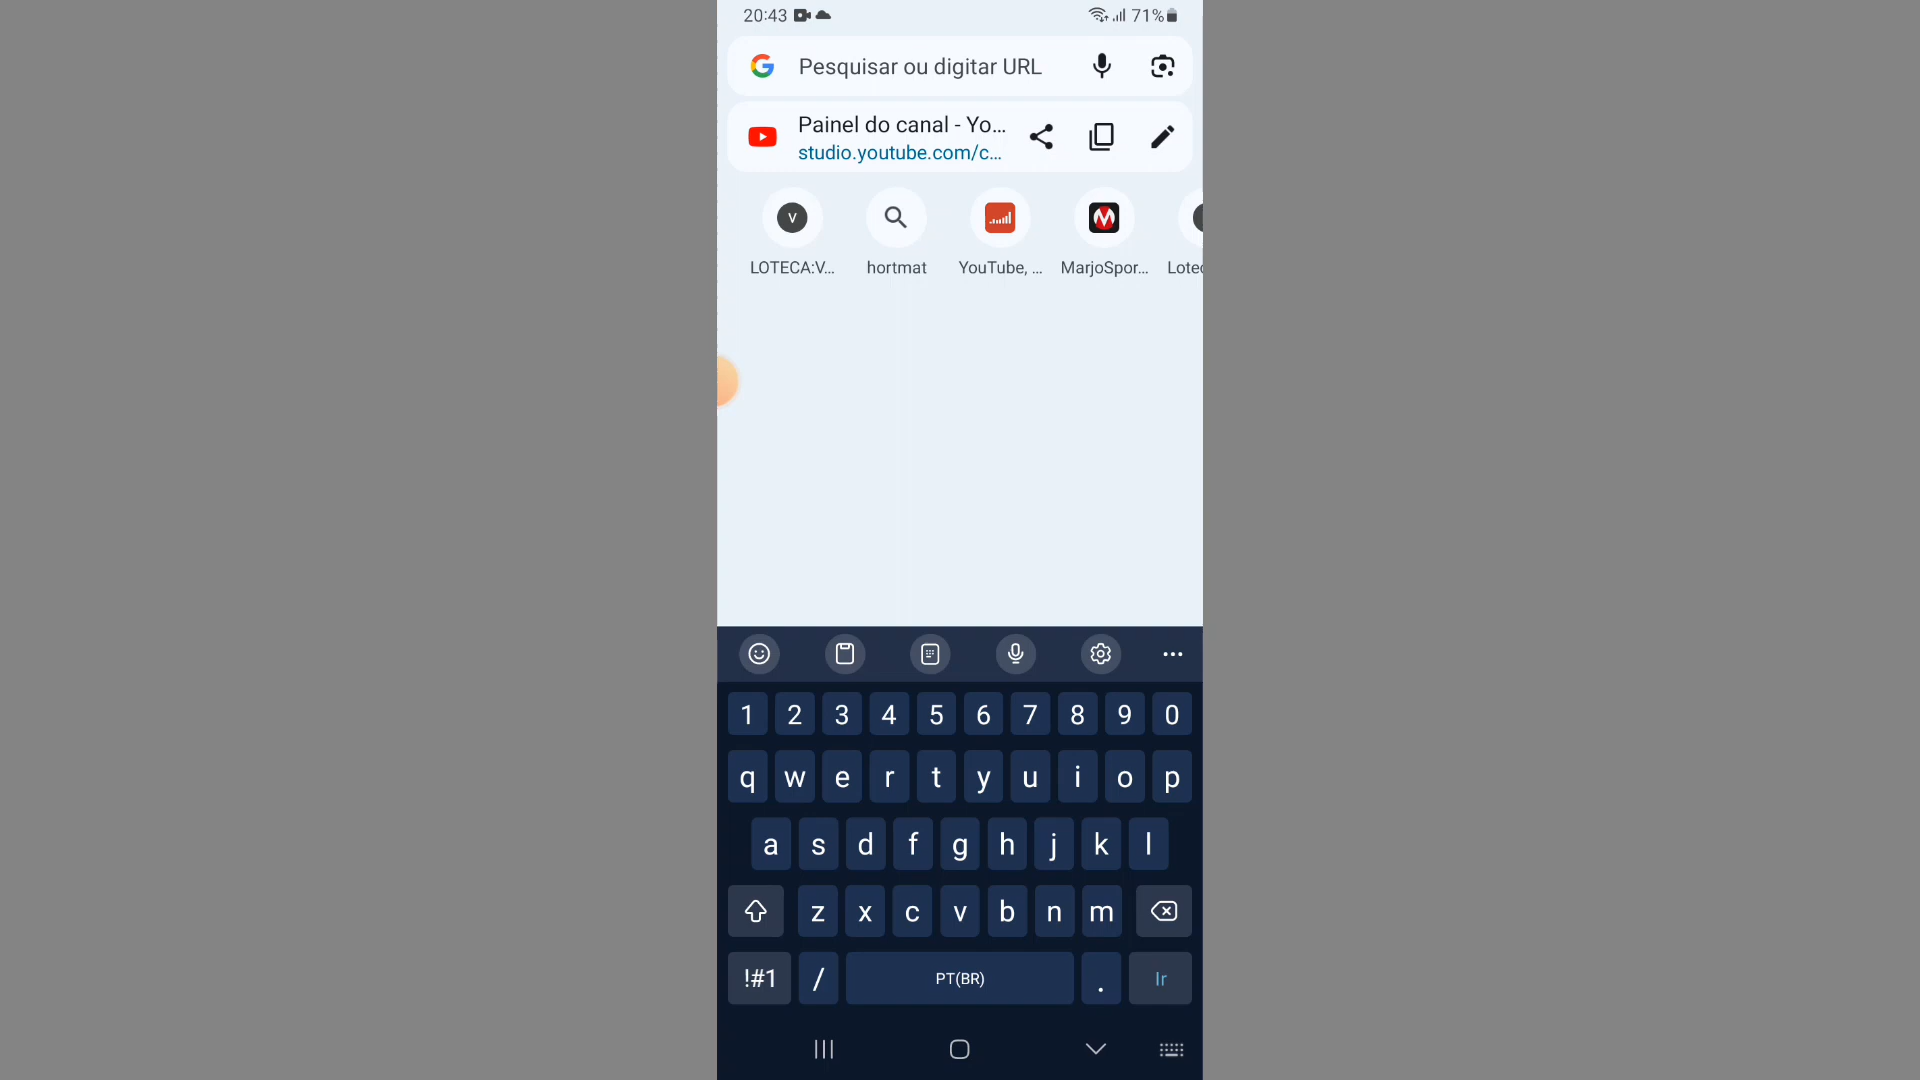 20:43 71%
Pesquisar ou digitar URL
Painel do canal - Yo...
studio.youtube.com/c...
V
LOTECA:V... hortmat YouTube, ... MarjoSpor... Lotec
1 2 3 4 5 6 7 8 9 0
q w e r t y u i o p
a s d f g h j k l
z x c v b n m
!#1 / PT(BR) . Ir